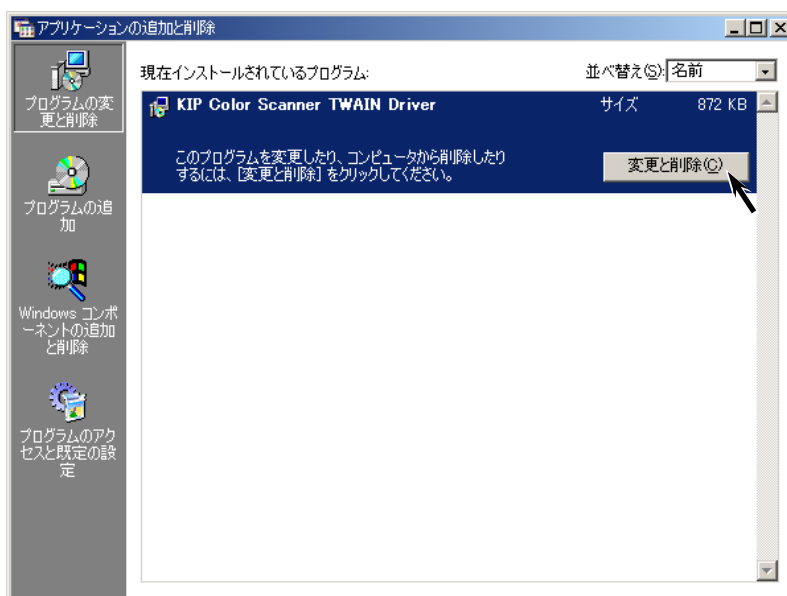 アプリケーションの追加と削除
現在インストールされているプログラム:
並べ替え(S): 名前
プログラムの変
更と削除
KIP Color Scanner TWAIN Driver
サイズ 872 KB
このプログラムを変更したり、コンピュータから削除したり
するには、[変更と削除] をクリックしてください。
変更と削除(C)
プログラムの追
加
Windows コンポ
ーネントの追加
と削除
プログラムのアク
セスと既定の設
定